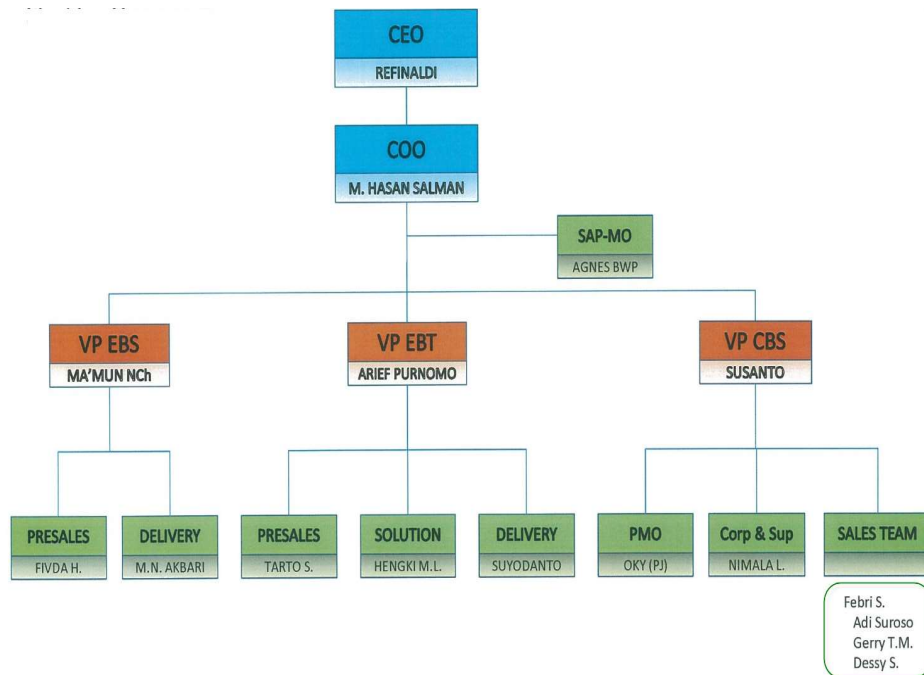 CEO
REFINALDI
COO
M. HASAN SALMAN
SAP-MO
AGNES BWP
VP EBS
MA'MUN NCh
VP EBT
ARIEF PURNOMO
VP CBS
SUSANTO
PRESALES
FIVDA H.
DELIVERY
M.N. AKBARI
PRESALES
TARTO S.
SOLUTION
HENGKI M.L.
DELIVERY
SUYODANTO
PMO
OKY (PJ)
Corp & Sup
NIMALA L.
SALES TEAM
Febri S.
Adi Suroso
Gerry T.M.
Dessy S.